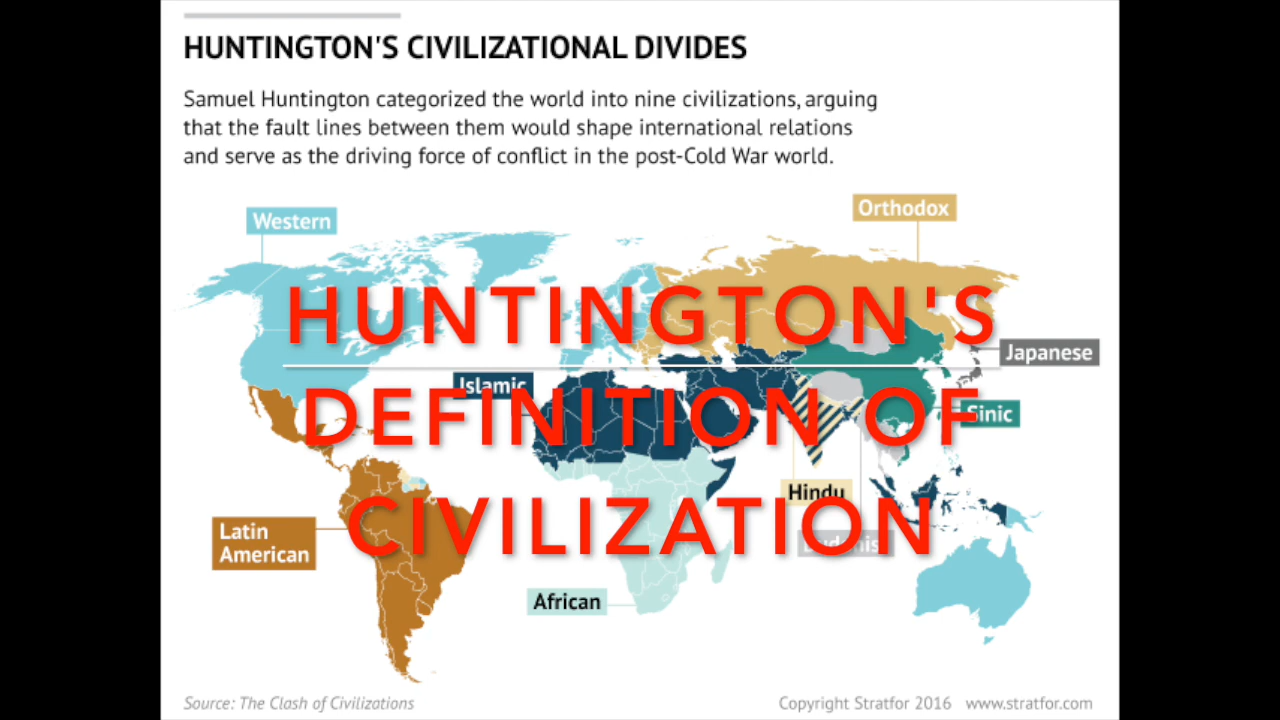 HUNTINGTON'S CIVILIZATIONAL DIVIDES
Samuel Huntington categorized the world into nine civilizations, arguing
that the fault lines between them would shape international relations
and serve as the driving force of conflict in the post-Cold War world.
Western
Orthodox
HUNTINGTON'S
Japanese
Islamic
DEFINITION OF
Sinic
Hindu
CIVILIZATION
Latin
American
Buddhist
African
Source: The Clash of Civilizations
Copyright Stratfor 2016 www.stratfor.com